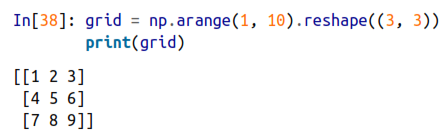 In[38]: grid = np.arange(1, 10).reshape((3, 3))
print(grid)
[[1 2 3]
[4 5 6]
[7 8 9]]